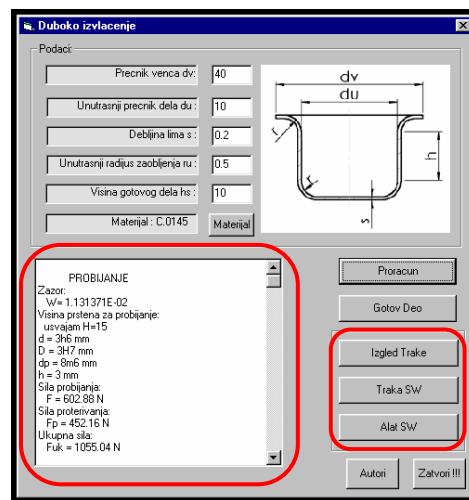 Duboko izvlacenje
Podaci:
Precnik venca dv: 40
Unutrasnji precnik dela du : 10
Debljina lima s : 0.2
Unutrasnji radijus zaobljenja ru : 0.5
Visina gotovog dela hs : 10
Materijal : C.0145 Materijal
dv
du
r
h
r
s
PROBIJANJE
Zazor:
W= 1.131371E-02
Visina prstena za probijanje:
usvajam H=15
d = 3h6 mm
D = 3H7 mm
dp = 8m6 mm
h = 3 mm
Sila probijanja:
F = 602.88 N
Sila proterivanja:
Fp = 452.16 N
Ukupna sila:
Fuk = 1055.04 N
Proracun
Gotov Deo
Izgled Trake
Traka SW
Alat SW
Autori Zatvori !!!